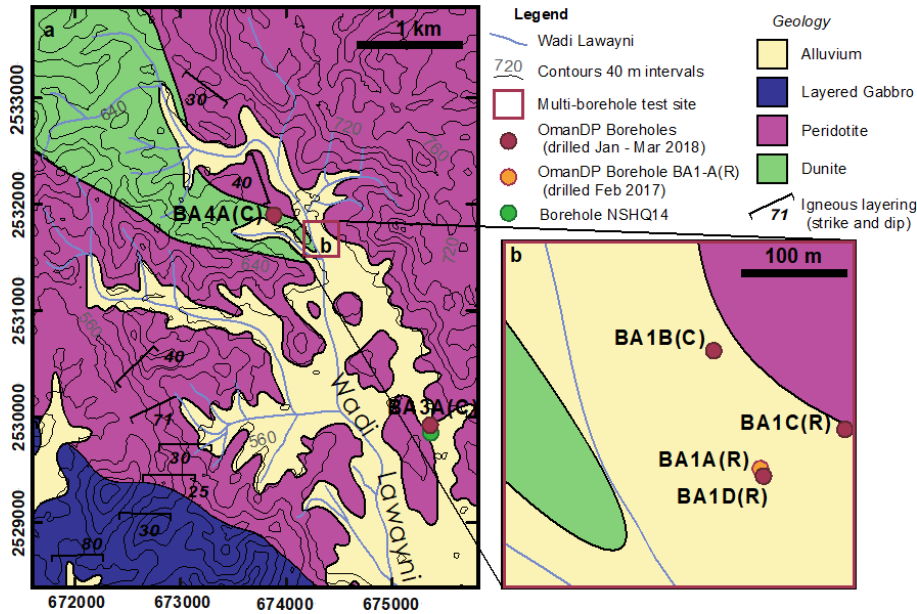 a
1 km
2533000
2532000
2531000
2530000
2529000
672000
673000
674000
675000
640
30
720
760
40
BA4A(C)
b
640
720
560
40
71
BA3A(C)
30
560
25
30
80
Wadi
Lawayni
Legend
Wadi Lawayni
720
Contours 40 m intervals
Multi-borehole test site
OmanDP Boreholes
(drilled Jan - Mar 2018)
OmanDP Borehole BA1-A(R)
(drilled Feb 2017)
Borehole NSHQ14
Geology
Alluvium
Layered Gabbro
Peridotite
Dunite
71
Igneous layering
(strike and dip)
b
100 m
BA1B(C)
BA1C(R)
BA1A(R)
BA1D(R)